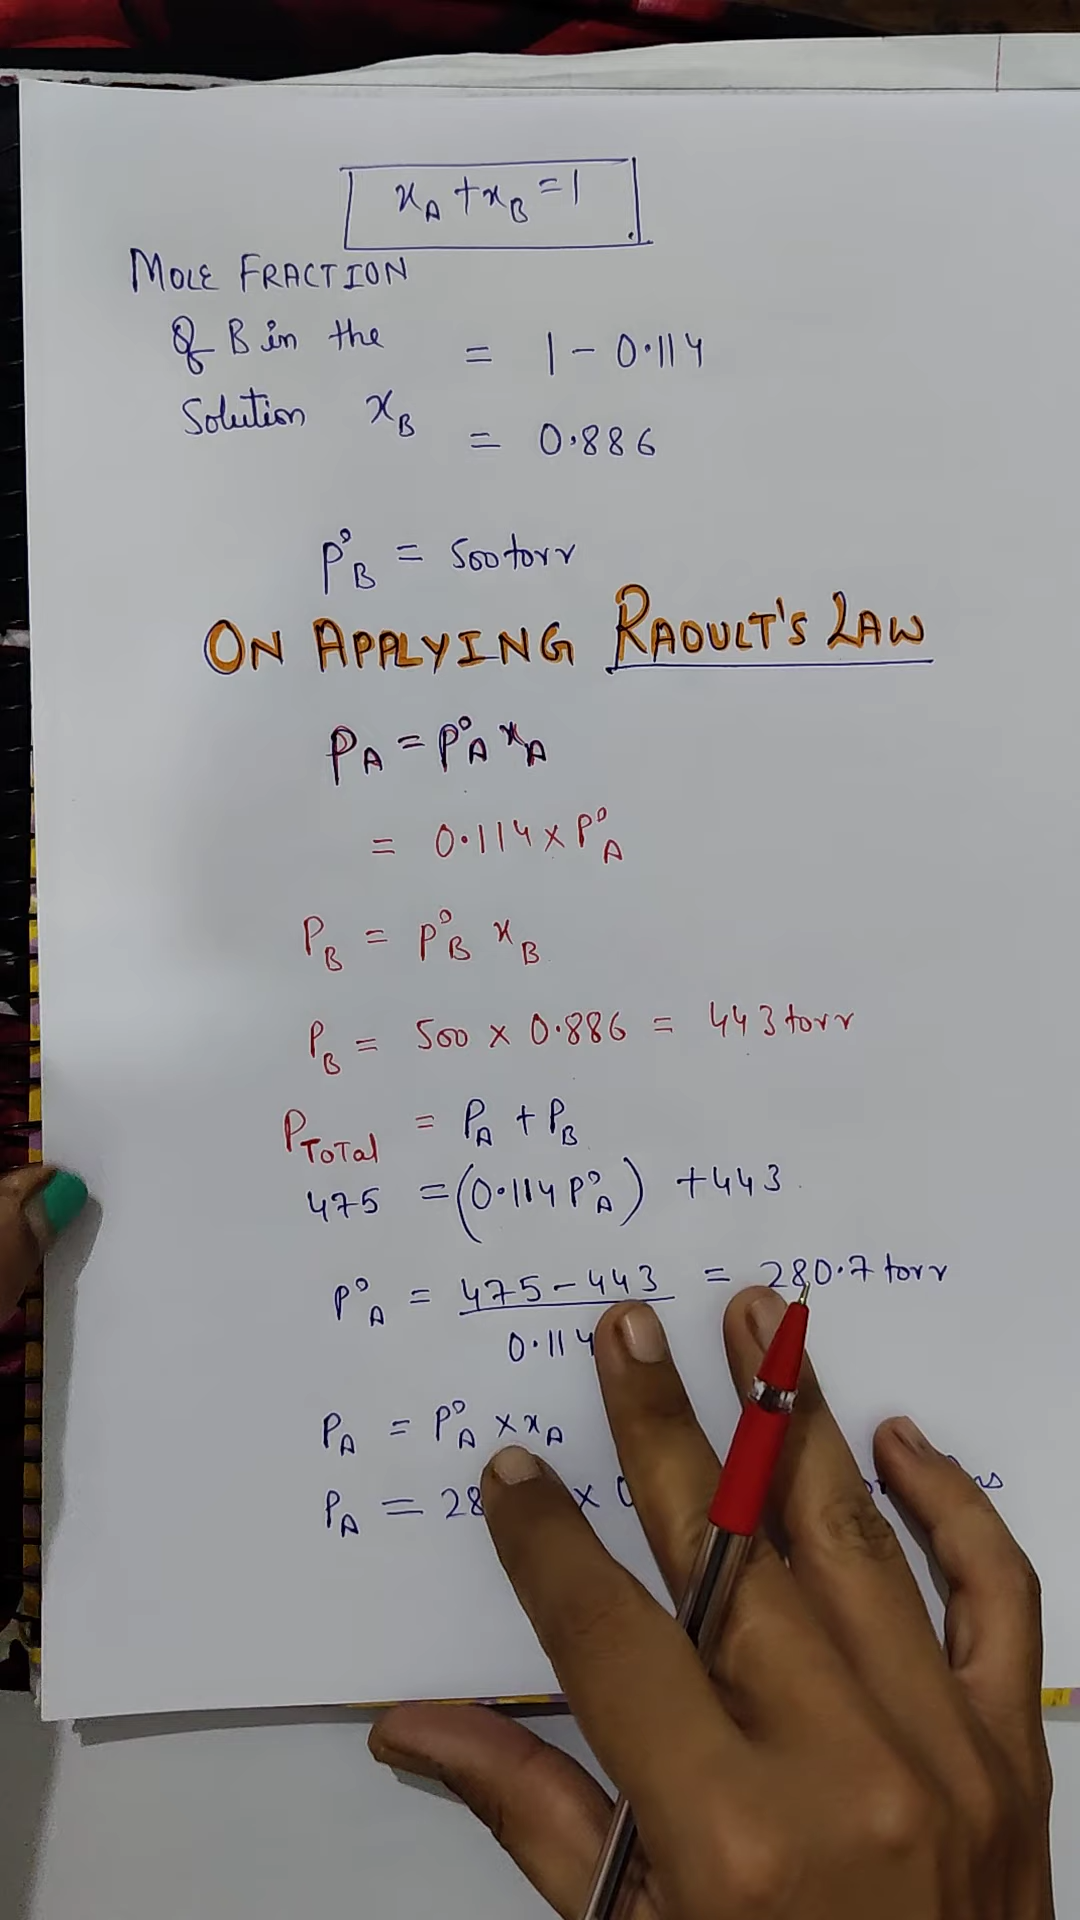 xA + xB = 1
MOLE FRACTION
Of B in the = 1 - 0.114
Solution xB = 0.886
P°B = 500 torr
ON APPLYING RAOULT'S LAW
PA = P°A xA
= 0.114 x P°A
PB = P°B xB
PB = 500 x 0.886 = 443 torr
PTOTAL = PA + PB
475 = (0.114 P°A) + 443
P°A = 475 - 443 / 0.114 = 280.7 torr
PA = P°A x xA
PA = 28 x 0